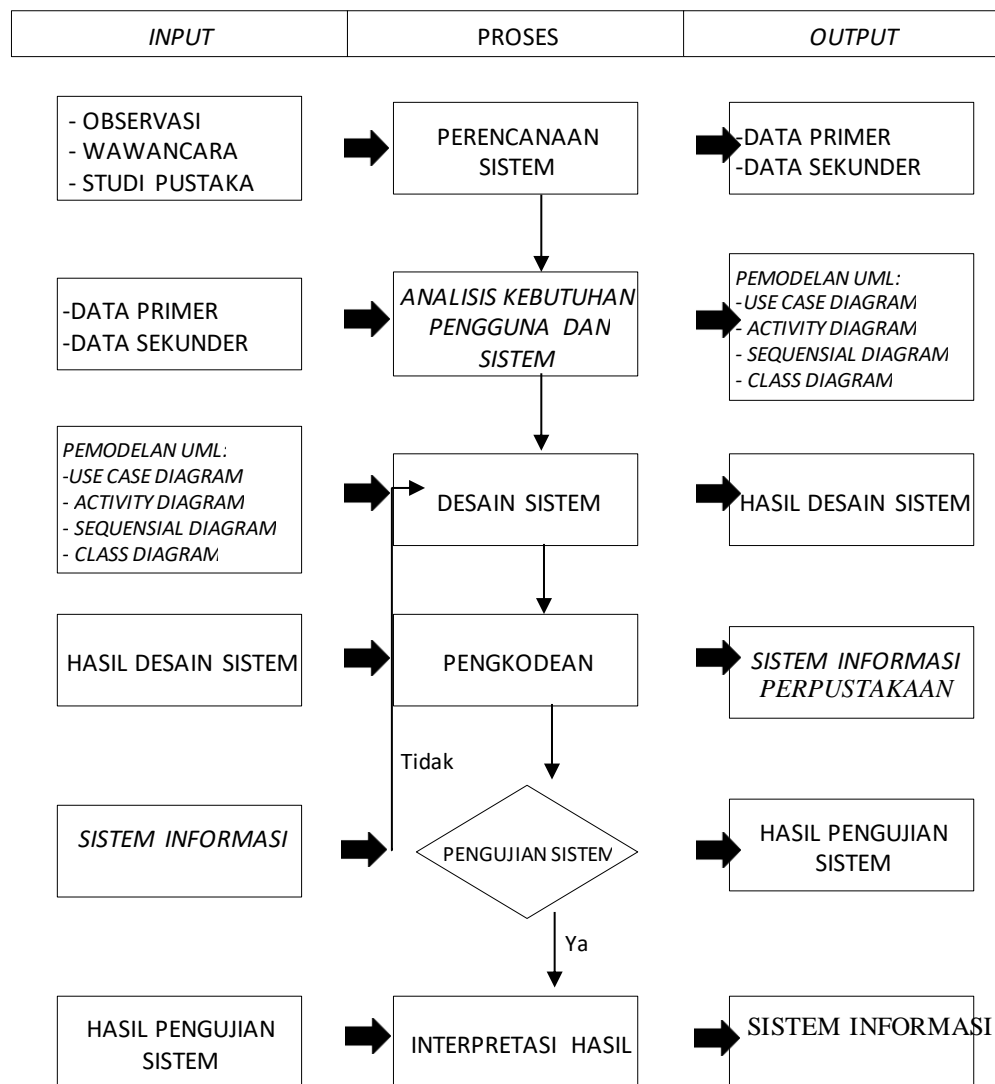 INPUT
PROSES
OUTPUT
- OBSERVASI
- WAWANCARA
- STUDI PUSTAKA
PERENCANAAN
SISTEM
-DATA PRIMER
-DATA SEKUNDER
-DATA PRIMER
-DATA SEKUNDER
ANALISIS KEBUTUHAN
PENGGUNA DAN
SISTEM
PEMODELAN UML:
-USE CASE DIAGRAM
- ACTIVITY DIAGRAM
- SEQUENSIAL DIAGRAM
- CLASS DIAGRAM
PEMODELAN UML:
-USE CASE DIAGRAM
- ACTIVITY DIAGRAM
- SEQUENSIAL DIAGRAM
- CLASS DIAGRAM
DESAIN SISTEM
HASIL DESAIN SISTEM
HASIL DESAIN SISTEM
PENGKODEAN
SISTEM INFORMASI
PERPUSTAKAAN
Tidak
SISTEM INFORMASI
PENGUJIAN SISTEM
HASIL PENGUJIAN
SISTEM
Ya
HASIL PENGUJIAN
SISTEM
INTERPRETASI HASIL
SISTEM INFORMASI